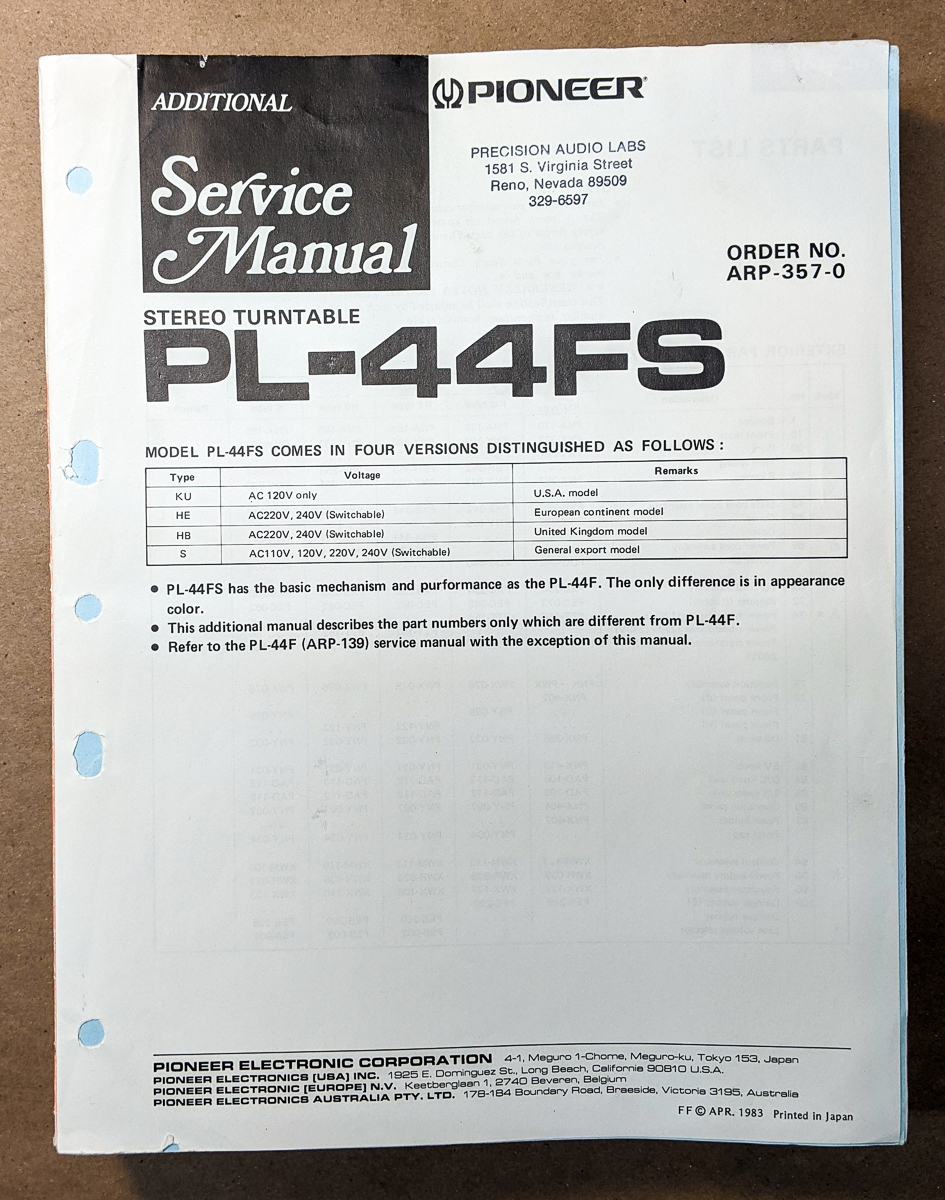 ADDITIONAL
Service
Manual
PIONEER®
PRECISION AUDIO LABS
1581 S. Virginia Street
Reno, Nevada 89509
329-6597
ORDER NO.
ARP-357-0
STEREO TURNTABLE
PL-44FS
MODEL PL-44FS COMES IN FOUR VERSIONS DISTINGUISHED AS FOLLOWS :
Type Voltage Remarks
KU AC 120V only U.S.A. model
HE AC220V, 240V (Switchable) European continent model
HB AC220V, 240V (Switchable) United Kingdom model
S AC110V, 120V, 220V, 240V (Switchable) General export model
● PL-44FS has the basic mechanism and purformance as the PL-44F. The only difference is in appearance
color.
● This additional manual describes the part numbers only which are different from PL-44F.
● Refer to the PL-44F (ARP-139) service manual with the exception of this manual.
PIONEER ELECTRONIC CORPORATION 4-1, Meguro 1-Chome, Meguro-ku, Tokyo 153, Japan
PIONEER ELECTRONICS [USA] INC. 1925 E. Dominguez St., Long Beach, California 90810 U.S.A.
PIONEER ELECTRONIC [EUROPE] N.V. Keetberglaan 1, 2740 Beveren, Belgium
PIONEER ELECTRONICS AUSTRALIA PTY. LTD. 178-184 Boundary Road, Braeside, Victoria 3195, Australia
FF © APR. 1983 Printed in Japan